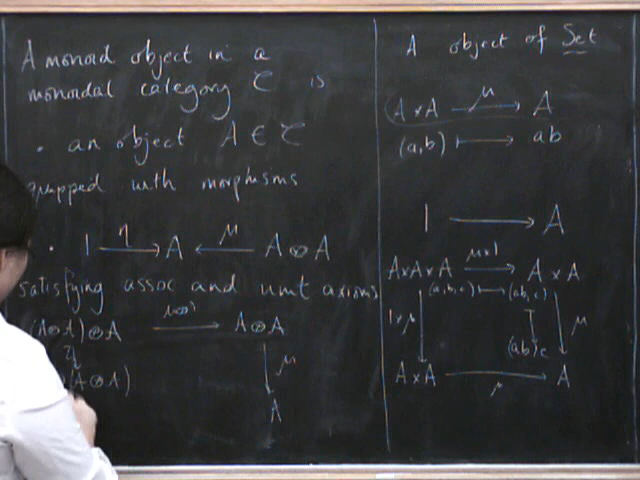 A monoid object in a
monoidal category C is
• an object A ∈ C
equipped with morphisms
• 1 —η→ A ←μ— A ⊗ A
satisfying assoc and unit axioms
(A⊗A)⊗A —μ⊗1→ A⊗A
(A⊗A) μ
A
A object of Set
A × A —μ→ A
(a,b) ⟼ ab
1 ⟶ A
A×A×A —μ×1→ A × A
(a,b,c) ⟼ (ab,c)
1×μ μ
(ab)c
A×A —μ→ A